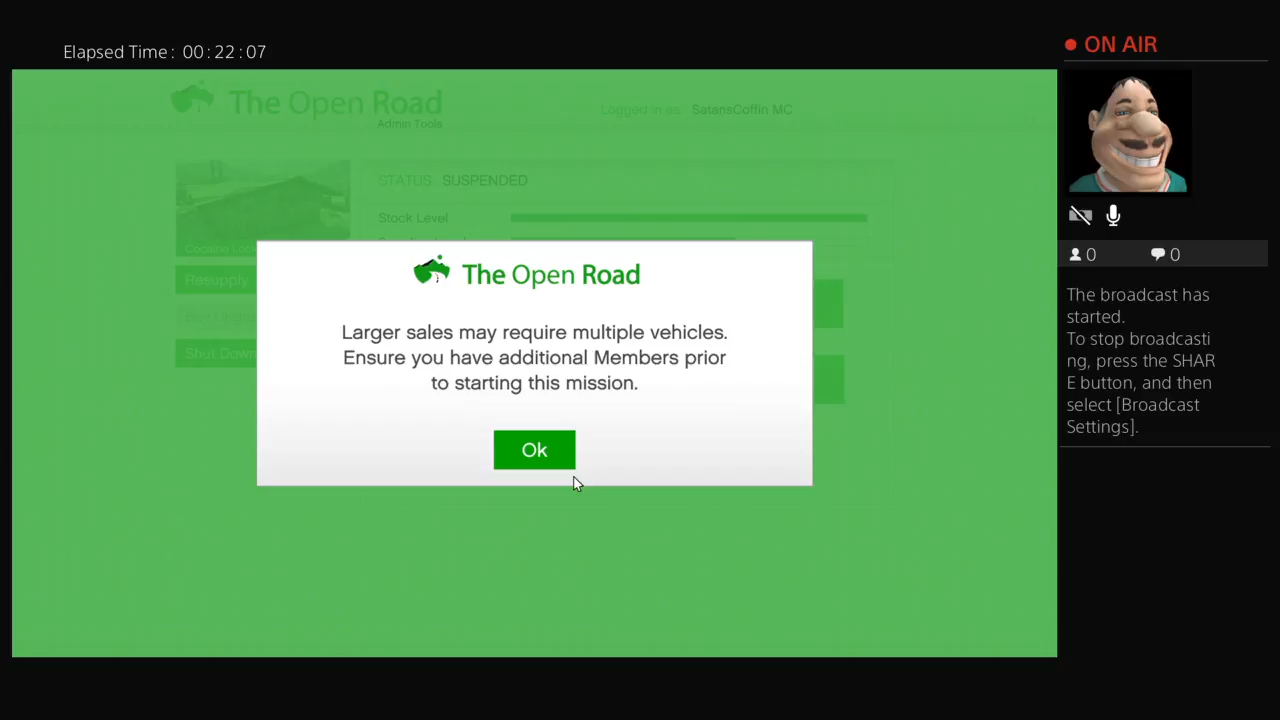 Elapsed Time: 00:22:07
ON AIR
The Open Road
Admin Tools
Logged in as: SatansCoffin MC
STATUS: SUSPENDED
Stock Level
Resupply
Shut Down
The Open Road
Larger sales may require multiple vehicles.
Ensure you have additional Members prior
to starting this mission.
Ok
0
0
The broadcast has
started.
To stop broadcasti
ng, press the SHAR
E button, and then
select [Broadcast
Settings].